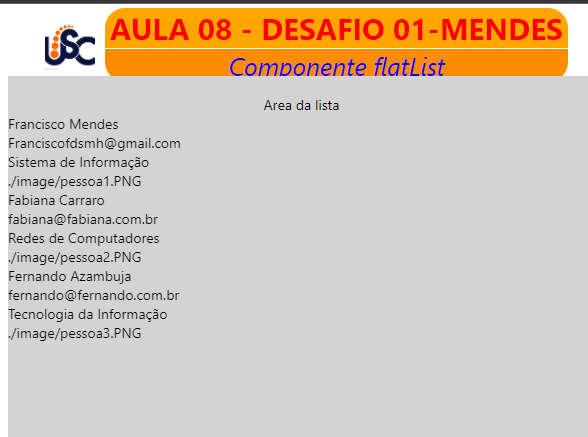 USC
AULA 08 - DESAFIO 01-MENDES
Componente flatList
Area da lista
Francisco Mendes
Franciscofdsmh@gmail.com
Sistema de Informação
./image/pessoa1.PNG
Fabiana Carraro
fabiana@fabiana.com.br
Redes de Computadores
./image/pessoa2.PNG
Fernando Azambuja
fernando@fernando.com.br
Tecnologia da Informação
./image/pessoa3.PNG